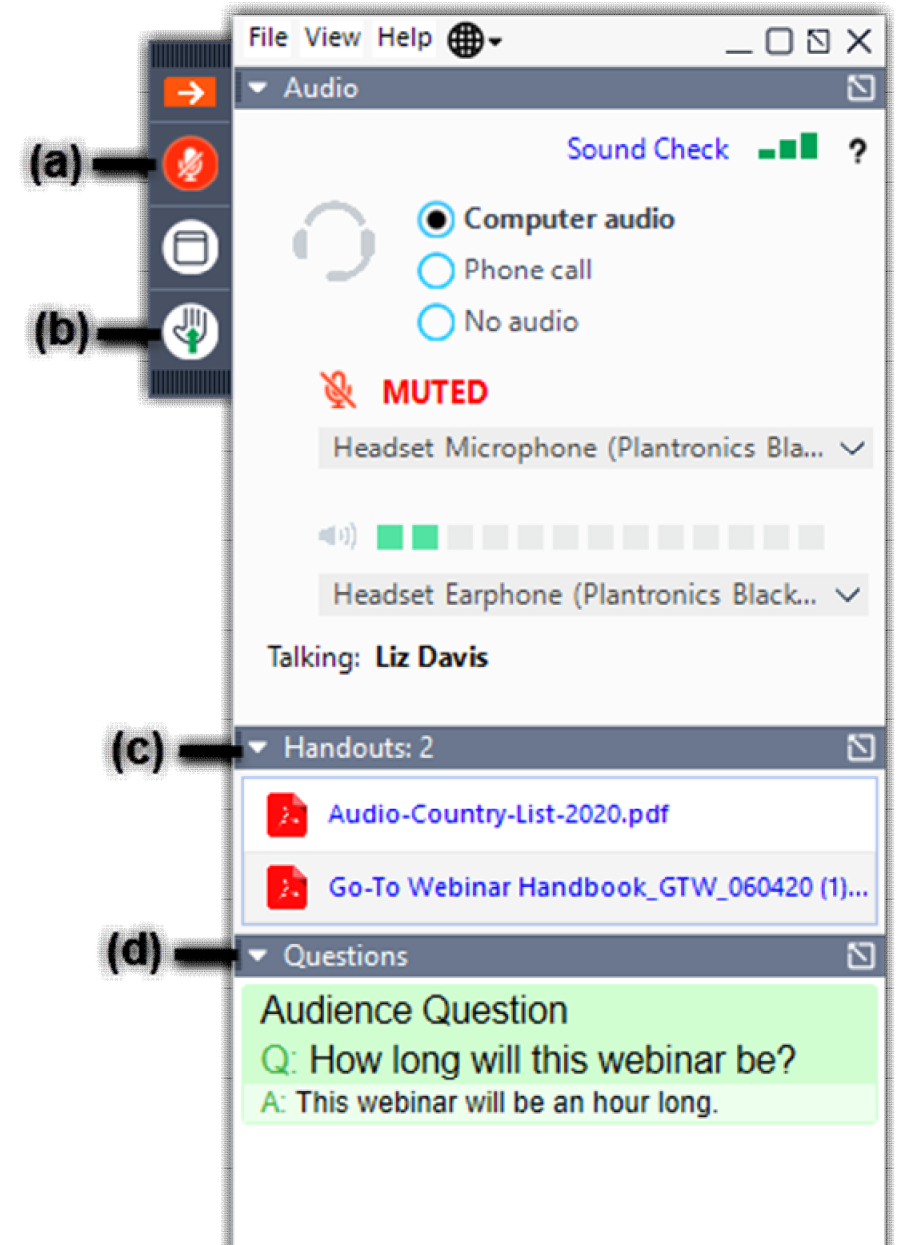 File View Help
Audio
(a)
Sound Check ?
Computer audio
Phone call
(b)
No audio
MUTED
Headset Microphone (Plantronics Bla...
Headset Earphone (Plantronics Black...
Talking: Liz Davis
(c)
Handouts: 2
Audio-Country-List-2020.pdf
Go-To Webinar Handbook_GTW_060420 (1)...
(d)
Questions
Audience Question
Q: How long will this webinar be?
A: This webinar will be an hour long.